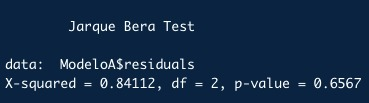 Jarque Bera Test
data: ModeloA$residuals
X-squared = 0.84112, df = 2, p-value = 0.6567